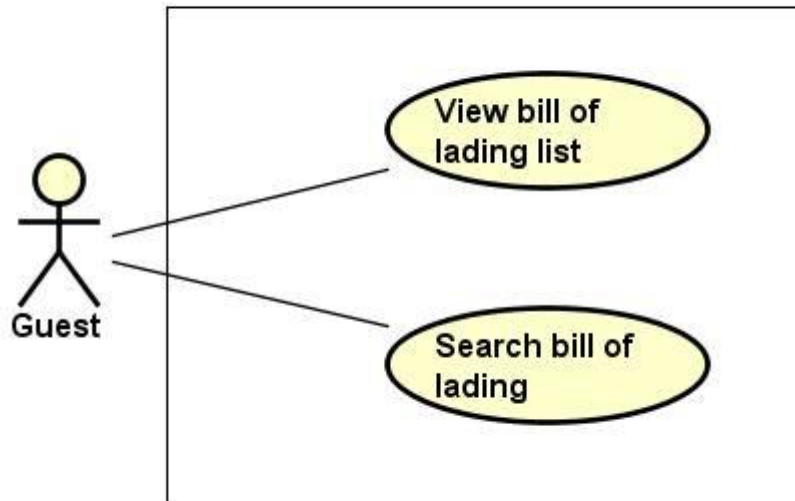 View bill of
lading list
Guest
Search bill of
lading